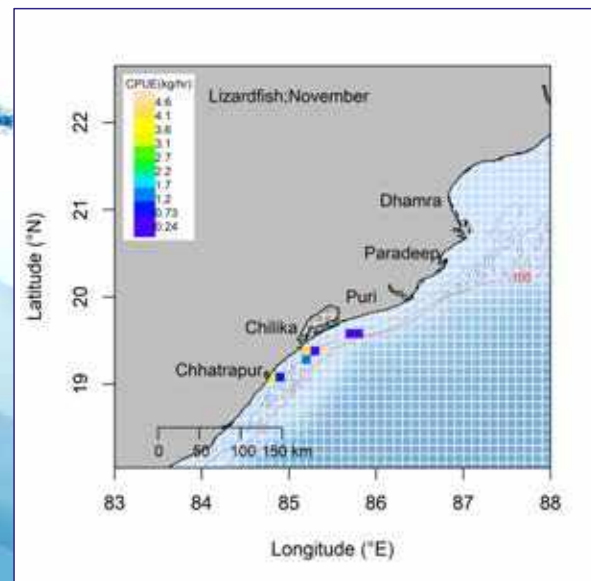 CPUE(kg/hr)
4.6
4.1
3.6
3.1
2.7
2.2
1.7
1.2
0.73
0.24
Lizardfish;November
Dhamra
Paradeep
Puri
Chilika
Chhatrapur
100
0 50 100 150 km
22
21
20
19
Latitude (°N)
83 84 85 86 87 88
Longitude (°E)